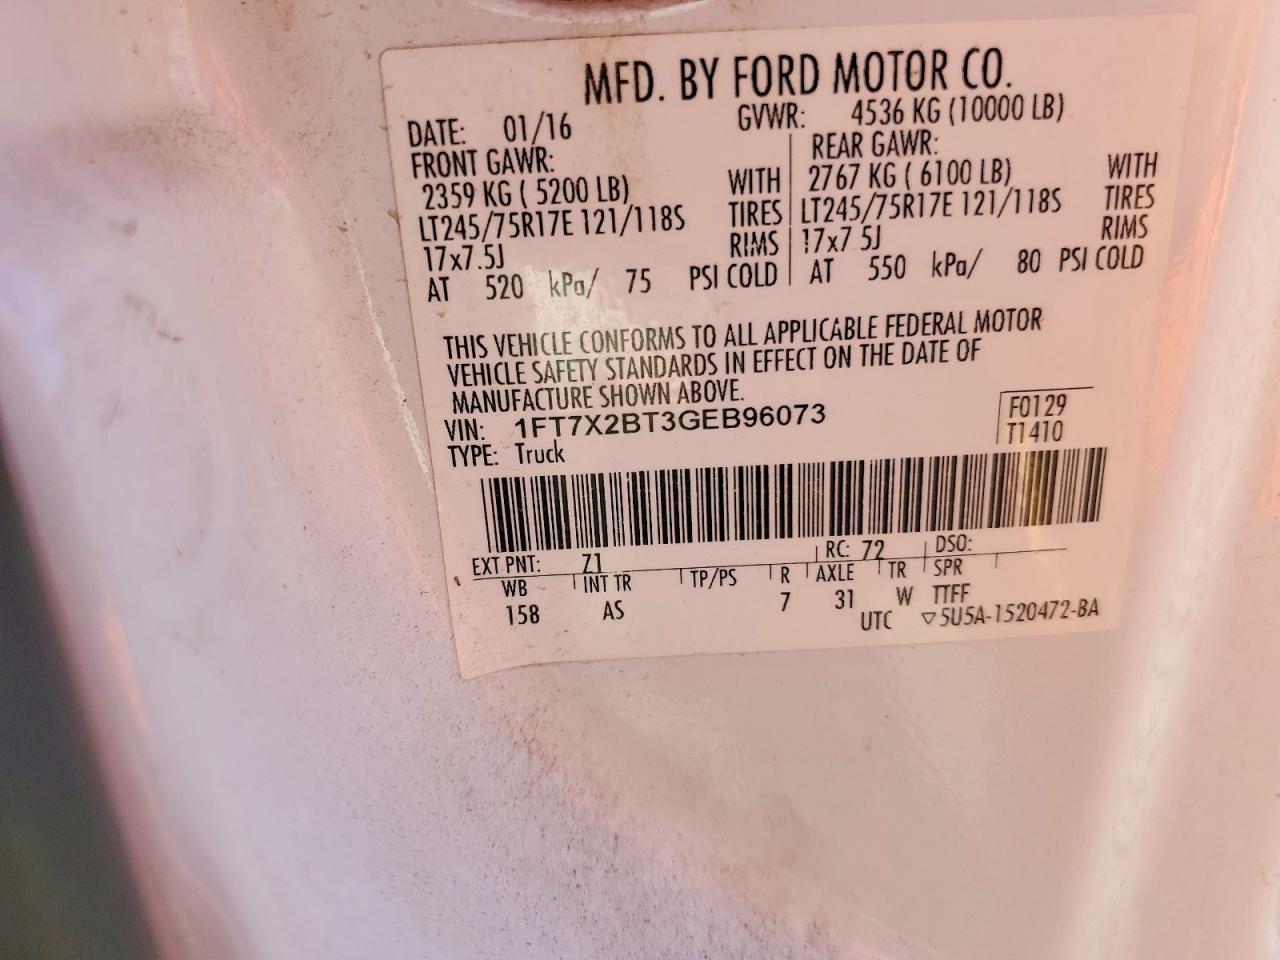 MFD. BY FORD MOTOR CO.
DATE: 01/16 GVWR: 4536 KG (10000 LB)
FRONT GAWR: REAR GAWR:
2359 KG ( 5200 LB) WITH 2767 KG ( 6100 LB) WITH
LT245/75R17E 121/118S TIRES LT245/75R17E 121/118S TIRES
17x7.5J RIMS 17x7.5J RIMS
AT 520 kPa/ 75 PSI COLD AT 550 kPa/ 80 PSI COLD
THIS VEHICLE CONFORMS TO ALL APPLICABLE FEDERAL MOTOR
VEHICLE SAFETY STANDARDS IN EFFECT ON THE DATE OF
MANUFACTURE SHOWN ABOVE.
VIN: 1FT7X2BT3GEB96073 F0129
TYPE: Truck T1410
EXT PNT: Z1 RC: 72 DSO:
WB INT TR TP/PS R AXLE TR SPR
158 AS 7 31 W TTFF
UTC ▽5U5A-1520472-BA